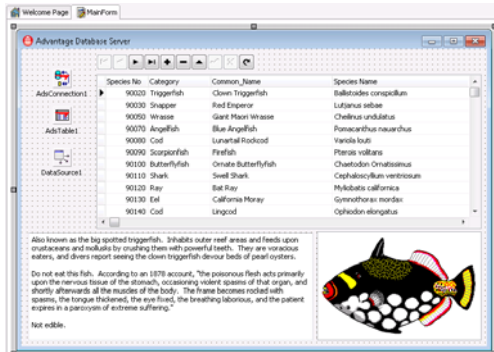 Welcome Page MainForm
Advantage Database Server
AdsConnection1
AdsTable1
DataSource1
Species No Category Common_Name Species Name
90020 Triggerfish Clown Triggerfish Ballistoides conspicillum
90030 Snapper Red Emperor Lutjanus sebae
90050 Wrasse Giant Maori Wrasse Cheilinus undulatus
90070 Angelfish Blue Angelfish Pomacanthus nauarchus
90080 Cod Lunartail Rockcod Variola louti
90090 Scorpionfish Firefish Pterois volitans
90100 Butterflyfish Ornate Butterflyfish Chaetodon Ornatissimus
90110 Shark Swell Shark Cephaloscyllium ventriosum
90120 Ray Bat Ray Myliobatis californica
90130 Eel California Moray Gymnothorax mordax
90140 Cod Lingcod Ophiodon elongatus
Also known as the big spotted triggerfish. Inhabits outer reef areas and feeds upon
crustaceans and mollusks by crushing them with powerful teeth. They are voracious
eaters, and divers report seeing the clown triggerfish devour beds of pearl oysters.
Do not eat this fish. According to an 1878 account, "the poisonous flesh acts primarily
upon the nervous tissue of the stomach, occasioning violent spasms of that organ, and
shortly afterwards all the muscles of the body. The frame becomes rocked with
spasms, the tongue thickened, the eye fixed, the breathing laborious, and the patient
expires in a paroxysm of extreme suffering."
Not edible.